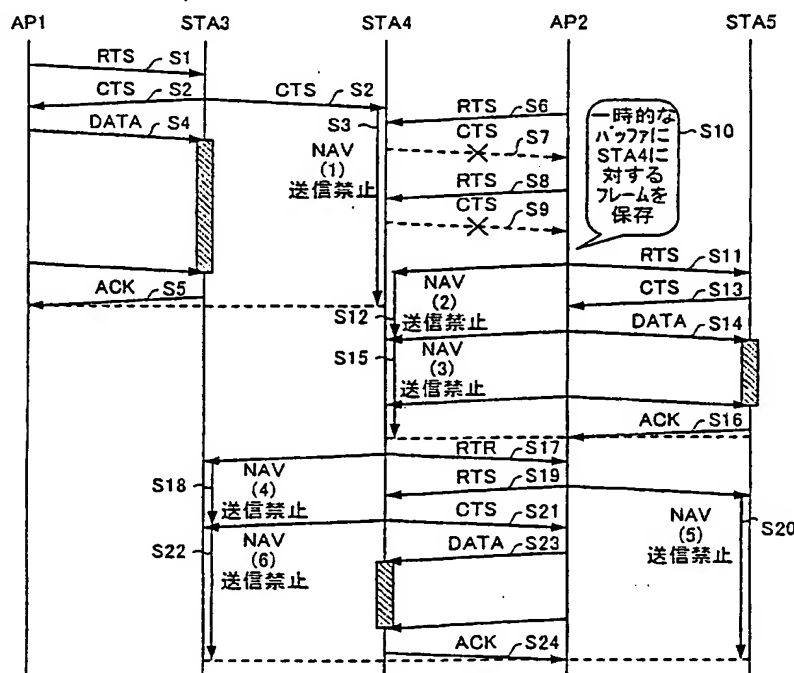 AP1 STA3 STA4 AP2 STA5
RTS S1
CTS S2 CTS S2
RTS S6
DATA S4
S3
CTS S7
NAV
(1)
送信禁止
RTS S8
CTS S9
一時的な
バッファに
STA4に
対する
フレームを
保存
S10
RTS S11
ACK S5
NAV
(2)
送信禁止
S12
CTS S13
DATA S14
S15
NAV
(3)
送信禁止
ACK S16
RTR S17
S18
NAV
(4)
送信禁止
RTS S19
CTS S21
NAV
(5)
送信禁止
S20
S22
NAV
(6)
送信禁止
DATA S23
ACK S24